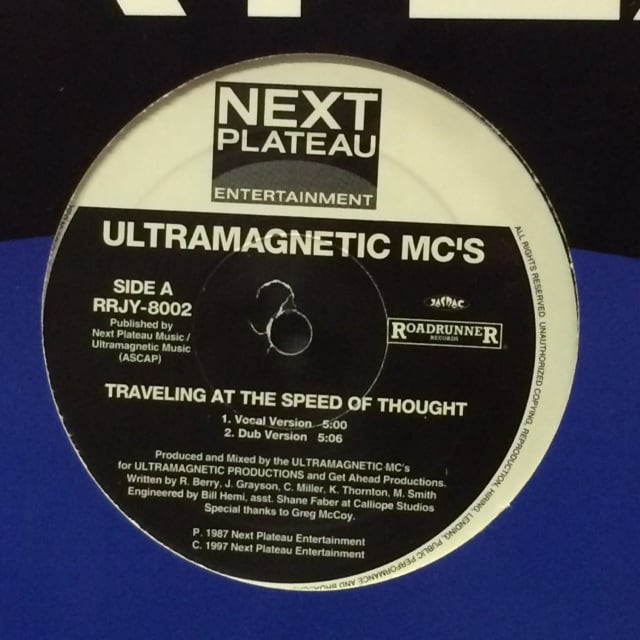 NEXT
PLATEAU
ENTERTAINMENT
ULTRAMAGNETIC MC'S
SIDE A
RRJY-8002
Published by
Next Plateau Music/
Ultramagnetic Music
(ASCAP)
JASRAC
ROADRUNNER
RECORDS
TRAVELING AT THE SPEED OF THOUGHT
1. Vocal Version 5:00
2. Dub Version 5:06
Produced and Mixed by the ULTRAMAGNETIC MC's
for ULTRAMAGNETIC PRODUCTIONS and Get Ahead Productions.
Written by R. Berry, J. Grayson, C. Miller, K. Thornton, M. Smith
Engineered by Bill Hemi, asst. Shane Faber at Calliope Studios
Special thanks to Greg McCoy.
P. 1987 Next Plateau Entertainment
C. 1997 Next Plateau Entertainment
ALL RIGHTS RESERVED UNAUTHORIZED COPYING, REPRODUCTION, HIRING, LENDING, PUBLIC PERFORMANCE AND